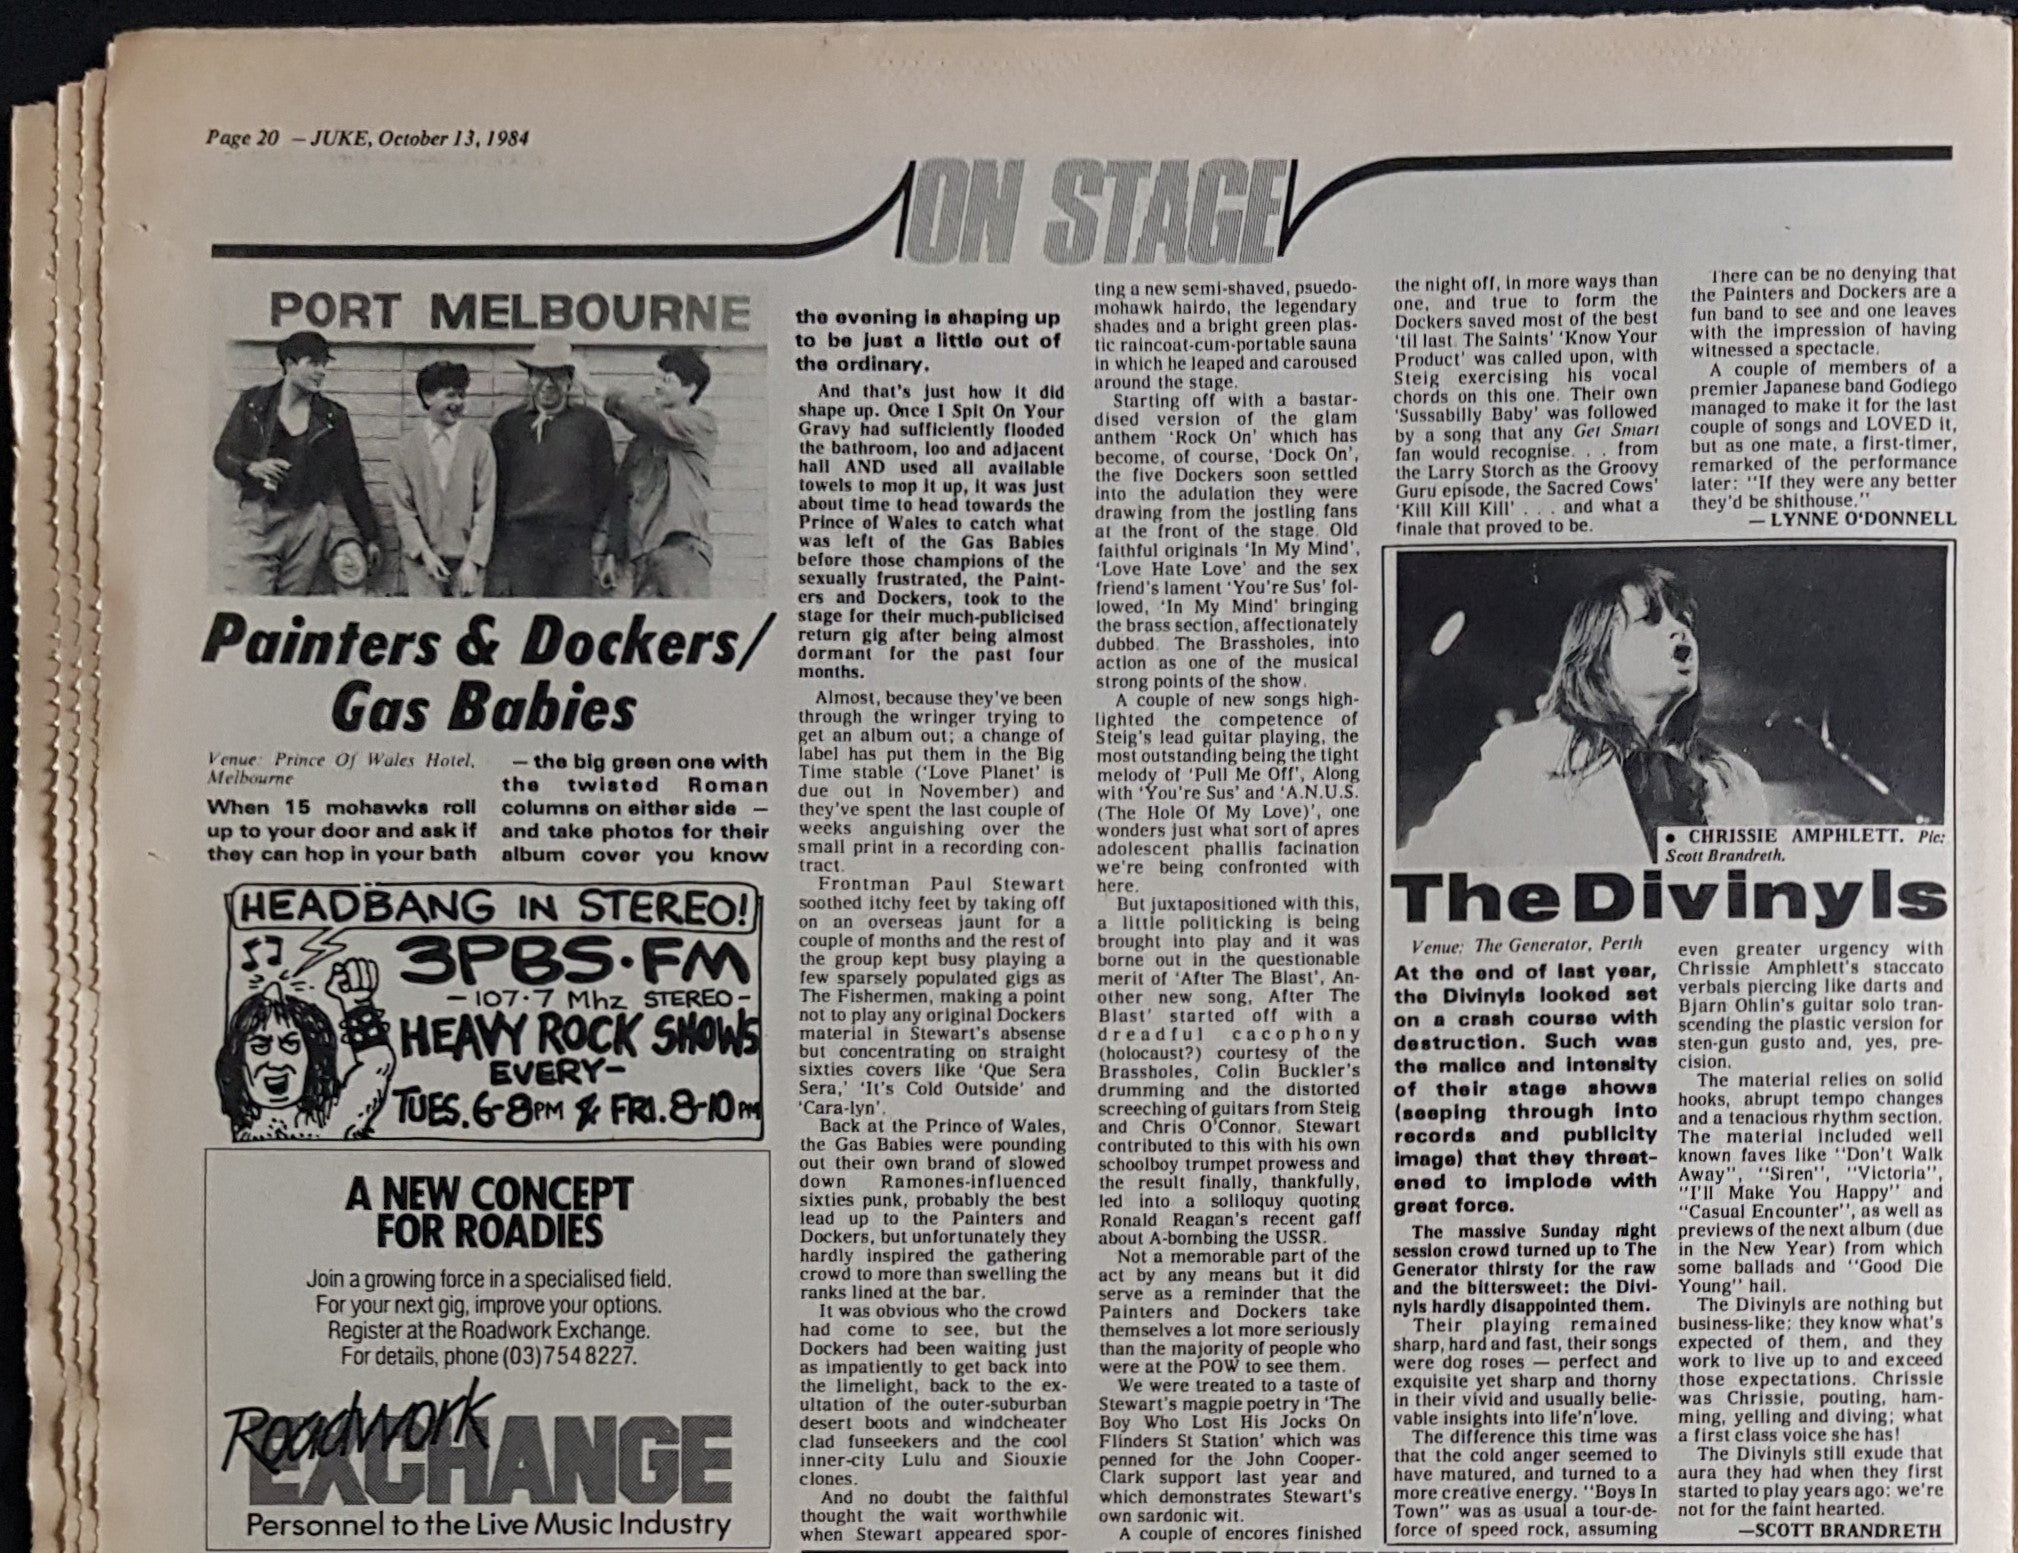 Page 20 — JUKE, October 13, 1984
ON STAGE
PORT MELBOURNE
Painters & Dockers/
Gas Babies
Venue: Prince Of Wales Hotel,
Melbourne
When 15 mohawks roll
up to your door and ask if
they can hop in your bath
— the big green one with
the twisted Roman
columns on either side —
and take photos for their
album cover you know
the evening is shaping up
to be just a little out of
the ordinary.
And that's just how it did
shape up. Once I Spit On Your
Gravy had sufficiently flooded
the bathroom, loo and adjacent
hall AND used all available
towels to mop it up, it was just
about time to head towards the
Prince of Wales to catch what
was left of the Gas Babies
before those champions of the
sexually frustrated, the Paint-
ers and Dockers, took to the
stage for their much-publicised
return gig after being almost
dormant for the past four
months.
Almost, because they've been
through the wringer trying to
get an album out; a change of
label has put them in the Big
Time stable ('Love Planet' is
due out in November) and
they've spent the last couple of
weeks anguishing over the
small print in a recording con-
tract.
Frontman Paul Stewart
soothed itchy feet by taking off
on an overseas jaunt for a
couple of months and the rest of
the group kept busy playing a
few sparsely populated gigs as
The Fishermen, making a point
not to play any original Dockers
material in Stewart's absense
but concentrating on straight
sixties covers like 'Que Sera
Sera,' 'It's Cold Outside' and
'Cara-lyn'.
Back at the Prince of Wales,
the Gas Babies were pounding
out their own brand of slowed
down Ramones-influenced
sixties punk, probably the best
lead up to the Painters and
Dockers, but unfortunately they
hardly inspired the gathering
crowd to more than swelling the
ranks lined at the bar.
It was obvious who the crowd
had come to see, but the
Dockers had been waiting just
as impatiently to get back into
the limelight, back to the ex-
ultation of the outer-suburban
desert boots and windcheater
clad funseekers and the cool
inner-city Lulu and Siouxie
clones.
And no doubt the faithful
thought the wait worthwhile
when Stewart appeared spor-
ting a new semi-shaved, psuedo-
mohawk hairdo, the legendary
shades and a bright green plas-
tic raincoat-cum-portable sauna
in which he leaped and caroused
around the stage.
Starting off with a bastar-
dised version of the glam
anthem 'Rock On' which has
become, of course, 'Dock On',
the five Dockers soon settled
into the adulation they were
drawing from the jostling fans
at the front of the stage. Old
faithful originals 'In My Mind',
'Love Hate Love' and the sex
friend's lament 'You're Sus' fol-
lowed, 'In My Mind' bringing
the brass section, affectionately
dubbed. The Brassholes, into
action as one of the musical
strong points of the show.
A couple of new songs high-
lighted the competence of
Steig's lead guitar playing, the
most outstanding being the tight
melody of 'Pull Me Off', Along
with 'You're Sus' and 'A.N.U.S.
(The Hole Of My Love)', one
wonders just what sort of apres
adolescent phallis facination
we're being confronted with
here.
But juxtapositioned with this,
a little politicking is being
brought into play and it was
borne out in the questionable
merit of 'After The Blast', An-
other new song, After The
Blast' started off with a
dreadful cacophony
(holocaust?) courtesy of the
Brassholes, Colin Buckler's
drumming and the distorted
screeching of guitars from Steig
and Chris O'Connor. Stewart
contributed to this with his own
schoolboy trumpet prowess and
the result finally, thankfully,
led into a soliloquy quoting
Ronald Reagan's recent gaff
about A-bombing the USSR.
Not a memorable part of the
act by any means but it did
serve as a reminder that the
Painters and Dockers take
themselves a lot more seriously
than the majority of people who
were at the POW to see them.
We were treated to a taste of
Stewart's magpie poetry in 'The
Boy Who Lost His Jocks On
Flinders St Station' which was
penned for the John Cooper-
Clark support last year and
which demonstrates Stewart's
own sardonic wit.
A couple of encores finished
the night off, in more ways than
one, and true to form the
Dockers saved most of the best
'til last. The Saints' 'Know Your
Product' was called upon, with
Steig exercising his vocal
chords on this one. Their own
'Sussabilly Baby' was followed
by a song that any Get Smart
fan would recognise. . . from
the Larry Storch as the Groovy
Guru episode, the Sacred Cows'
'Kill Kill Kill' . . . and what a
finale that proved to be.
There can be no denying that
the Painters and Dockers are a
fun band to see and one leaves
with the impression of having
witnessed a spectacle.
A couple of members of a
premier Japanese band Godiego
managed to make it for the last
couple of songs and LOVED it,
but as one mate, a first-timer,
remarked of the performance
later: "If they were any better
they'd be shithouse."
— LYNNE O'DONNELL
HEADBANG IN STEREO!
3PBS·FM
— 107·7 Mhz STEREO —
HEAVY ROCK SHOWS
EVERY—
TUES. 6-8PM & FRI. 8-10PM
A NEW CONCEPT
FOR ROADIES
Join a growing force in a specialised field.
For your next gig, improve your options.
Register at the Roadwork Exchange.
For details, phone (03) 754 8227.
Roadwork
EXCHANGE
Personnel to the Live Music Industry
• CHRISSIE AMPHLETT. Pic:
Scott Brandreth.
The Divinyls
Venue: The Generator, Perth
At the end of last year,
the Divinyls looked set
on a crash course with
destruction. Such was
the malice and intensity
of their stage shows
(seeping through into
records and publicity
image) that they threat-
ened to implode with
great force.
The massive Sunday night
session crowd turned up to The
Generator thirsty for the raw
and the bittersweet: the Divi-
nyls hardly disappointed them.
Their playing remained
sharp, hard and fast, their songs
were dog roses — perfect and
exquisite yet sharp and thorny
in their vivid and usually belie-
vable insights into life'n'love.
The difference this time was
that the cold anger seemed to
have matured, and turned to a
more creative energy. "Boys In
Town" was as usual a tour-de-
force of speed rock, assuming
even greater urgency with
Chrissie Amphlett's staccato
verbals piercing like darts and
Bjarn Ohlin's guitar solo tran-
scending the plastic version for
sten-gun gusto and, yes, pre-
cision.
The material relies on solid
hooks, abrupt tempo changes
and a tenacious rhythm section.
The material included well
known faves like "Don't Walk
Away", "Siren", "Victoria",
"I'll Make You Happy" and
"Casual Encounter", as well as
previews of the next album (due
in the New Year) from which
some ballads and "Good Die
Young" hail.
The Divinyls are nothing but
business-like; they know what's
expected of them, and they
work to live up to and exceed
those expectations. Chrissie
was Chrissie, pouting, ham-
ming, yelling and diving; what
a first class voice she has!
The Divinyls still exude that
aura they had when they first
started to play years ago: we're
not for the faint hearted.
—SCOTT BRANDRETH